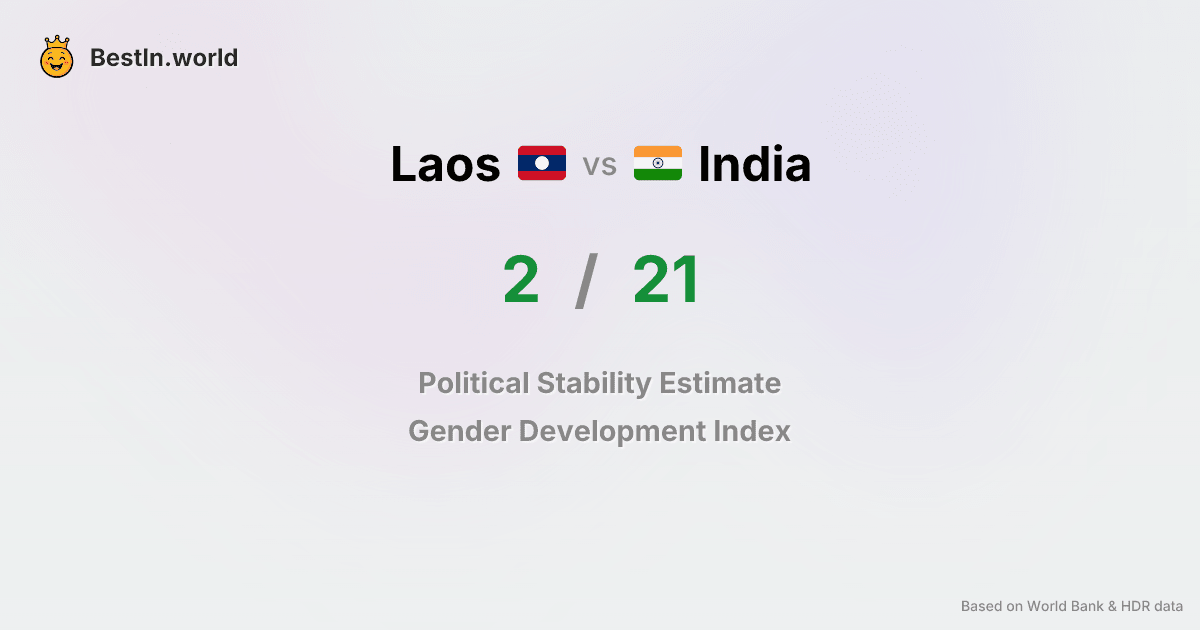 BestIn.world
Laos vs India
2 / 21
Political Stability Estimate
Gender Development Index
Based on World Bank & HDR data